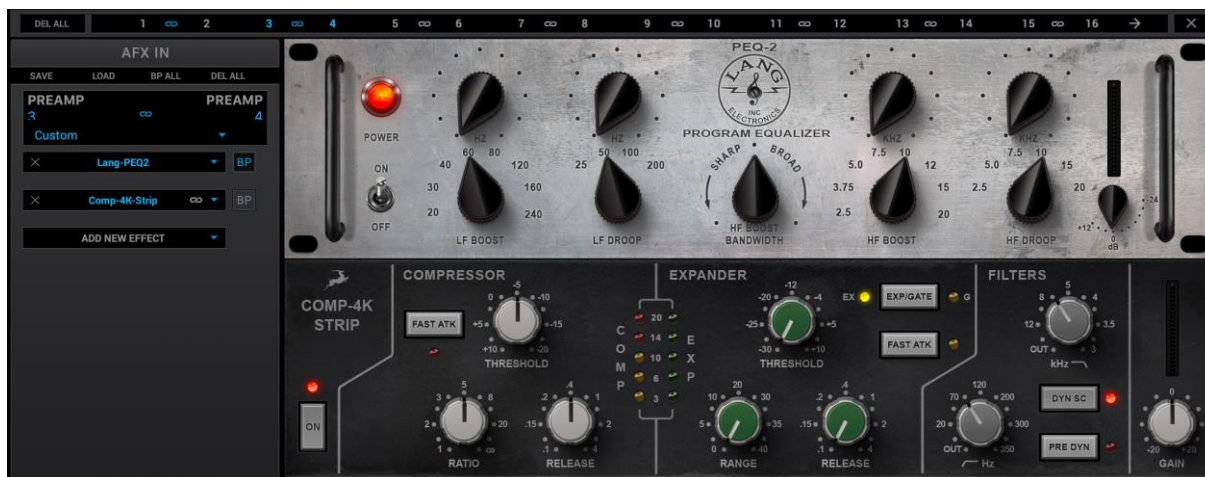 DEL ALL 1 2 3 4 5 6 7 8 9 10 11 12 13 14 15 16
AFX IN
SAVE LOAD BP ALL DEL ALL
PREAMP PREAMP
3 4
Custom
Lang-PEQ2 BP
Comp-4K-Strip BP
ADD NEW EFFECT
PEQ-2
LANG
INC
ELECTRONICS
PROGRAM EQUALIZER
POWER
ON
OFF
HZ
20 30 40 60 80 120 160 240
LF BOOST
HZ
25 50 100 200
LF DROOP
SHARP BROAD
HF BOOST
BANDWIDTH
KHZ
2.5 3.75 5.0 7.5 10 12 15 20
HF BOOST
KHZ
2.5 5.0 7.5 10 15 20
HF DROOP
+12 0 -24
dB
COMP-4K
STRIP
ON
COMPRESSOR
FAST ATK
+10 +5 0 -5 -10 -15 -20
THRESHOLD
1 2 3 5 8 20 ∞
RATIO
.1 .15 .2 .4 1 2 4
RELEASE
COMP 20 14 10 6 3 EXP
EXPANDER
-30 -25 -20 -12 -4 +5 +10
THRESHOLD
EX EXP/GATE G
FAST ATK
0 5 10 20 30 35 40
RANGE
.1 .15 .2 .4 1 2 4
RELEASE
FILTERS
OUT 12 8 5 4 3.5 3
kHz
OUT 20 70 120 200 300 350
Hz
DYN SC
PRE DYN
-20 0 +20
GAIN